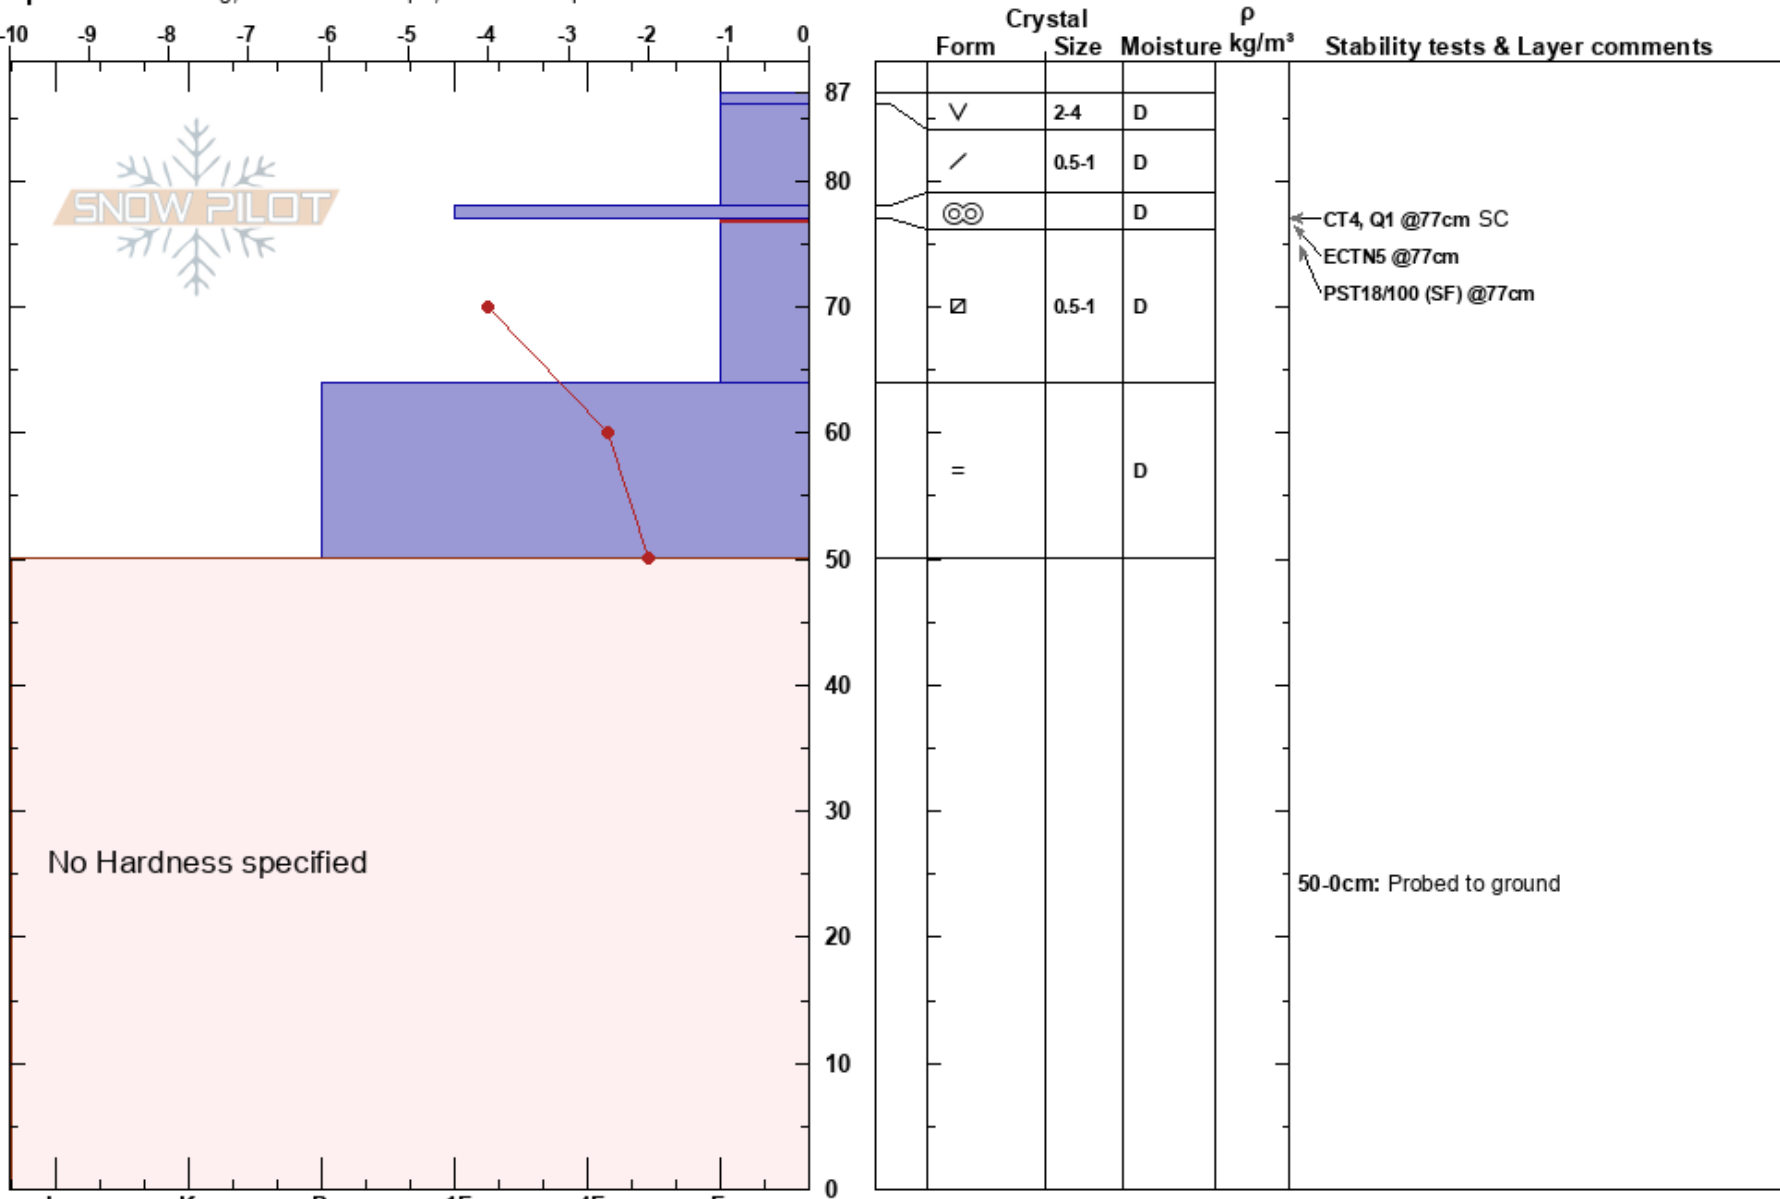 -10 -9 -8 -7 -6 -5 -4 -3 -2 -1 0
Crystal
ρ
Form Size Moisture kg/m³ Stability tests & Layer comments
87
V 2-4 D
/ 0.5-1 D
80
SNOW PILOT
D
CT4, Q1 @77cm SC
ECTN5 @77cm
PST18/100 (SF) @77cm
70
0.5-1 D
60
= D
50
40
30
No Hardness specified
50-0cm: Probed to ground
20
10
0